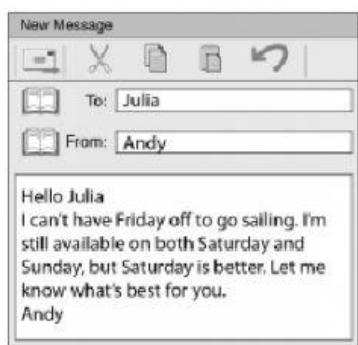 New Message
To: Julia
From: Andy
Hello Julia
I can't have Friday off to go sailing. I'm
still available on both Saturday and
Sunday, but Saturday is better. Let me
know what's best for you.
Andy